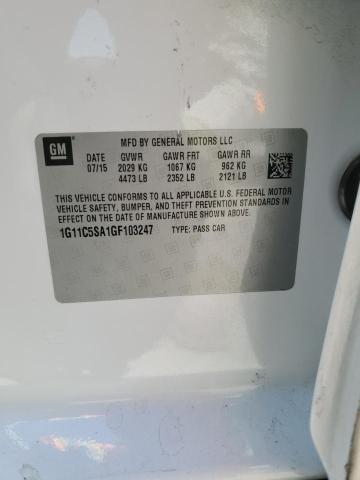 GM
MFD BY GENERAL MOTORS LLC
DATE GVWR GAWR FRT GAWR RR
07/15 2029 KG 1067 KG 962 KG
4473 LB 2352 LB 2121 LB
THIS VEHICLE CONFORMS TO ALL APPLICABLE U.S. FEDERAL MOTOR
VEHICLE SAFETY, BUMPER, AND THEFT PREVENTION STANDARDS IN
EFFECT ON THE DATE OF MANUFACTURE SHOWN ABOVE.
1G11C5SA1GF103247 TYPE: PASS CAR